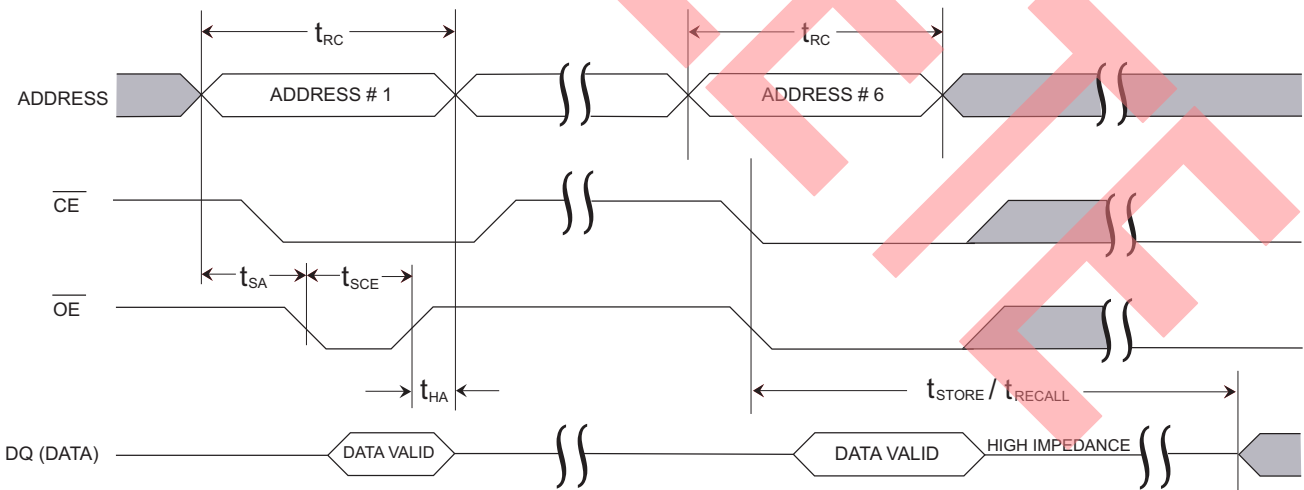 tRC
tRC
ADDRESS
ADDRESS # 1
ADDRESS # 6
CE
tSA
tSCE
OE
tHA
tSTORE / tRECALL
DQ (DATA)
DATA VALID
DATA VALID
HIGH IMPEDANCE